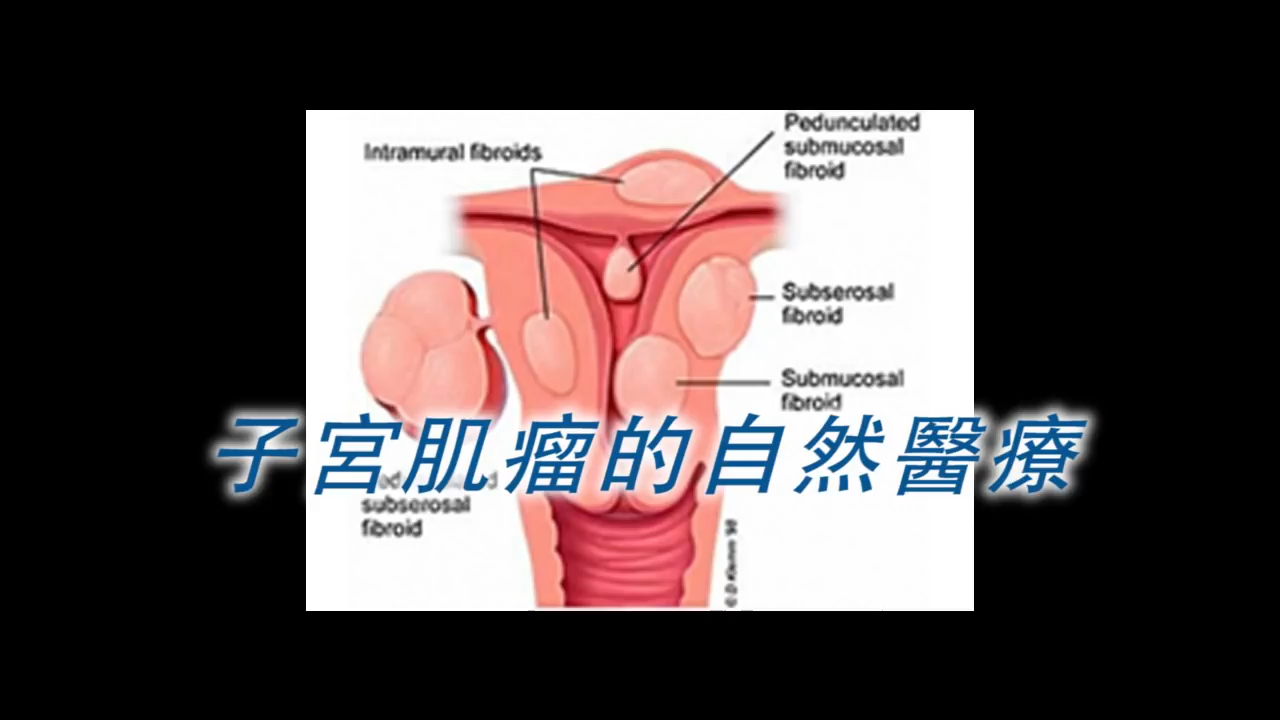 Pedunculated
submucosal
fibroid
Intramural fibroids
Subserosal
fibroid
Submucosal
fibroid
子宮肌瘤的自然醫療
subserosal
fibroid